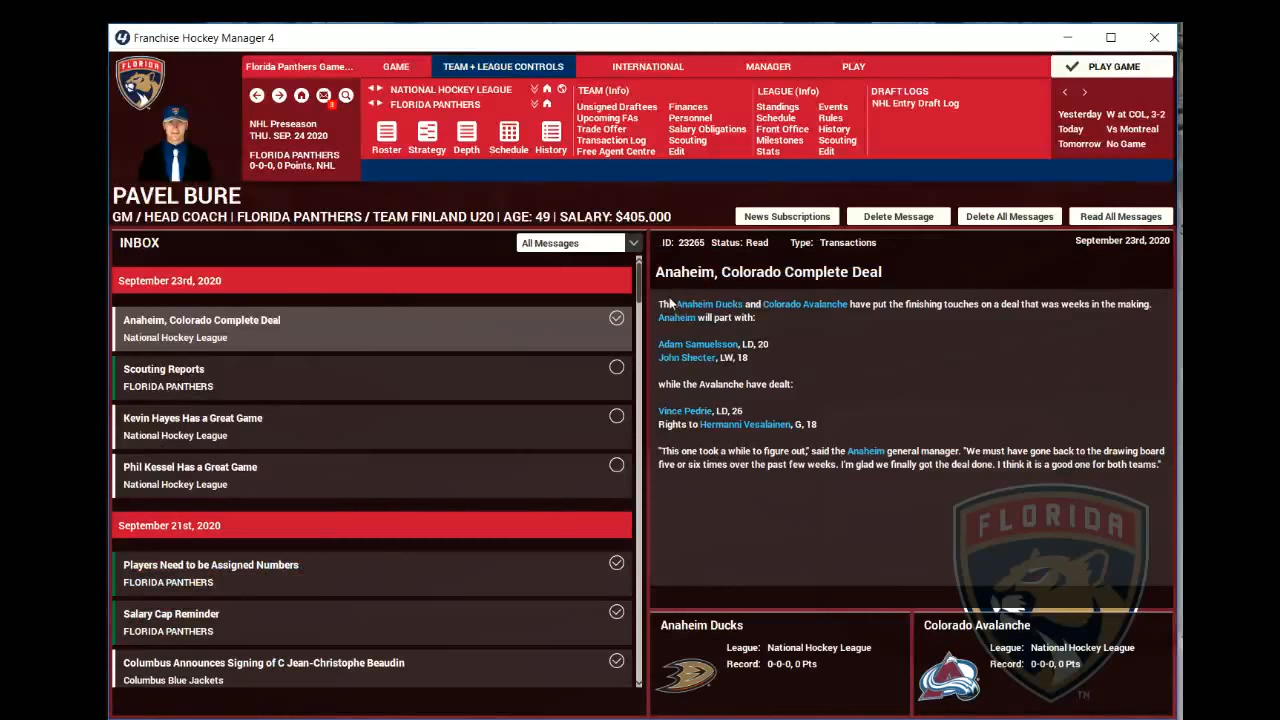 Franchise Hockey Manager 4
FLORIDA
Florida Panthers Game...
GAME
TEAM + LEAGUE CONTROLS
INTERNATIONAL
MANAGER
PLAY
PLAY GAME
NHL Preseason
THU. SEP. 24 2020
FLORIDA PANTHERS
0-0-0, 0 Points, NHL
NATIONAL HOCKEY LEAGUE
FLORIDA PANTHERS
Roster
Strategy
Depth
Schedule
History
TEAM (Info)
Unsigned Draftees
Upcoming FAs
Trade Offer
Transaction Log
Free Agent Centre
Finances
Personnel
Salary Obligations
Scouting
Edit
LEAGUE (Info)
Standings
Schedule
Front Office
Milestones
Stats
Events
Rules
History
Scouting
Edit
DRAFT LOGS
NHL Entry Draft Log
Yesterday W at COL, 3-2
Today Vs Montreal
Tomorrow No Game
PAVEL BURE
GM / HEAD COACH | FLORIDA PANTHERS / TEAM FINLAND U20 | AGE: 49 | SALARY: $405.000
News Subscriptions
Delete Message
Delete All Messages
Read All Messages
INBOX
All Messages
September 23rd, 2020
Anaheim, Colorado Complete Deal
National Hockey League
Scouting Reports
FLORIDA PANTHERS
Kevin Hayes Has a Great Game
National Hockey League
Phil Kessel Has a Great Game
National Hockey League
September 21st, 2020
Players Need to be Assigned Numbers
FLORIDA PANTHERS
Salary Cap Reminder
FLORIDA PANTHERS
Columbus Announces Signing of C Jean-Christophe Beaudin
Columbus Blue Jackets
ID: 23265 Status: Read Type: Transactions
September 23rd, 2020
Anaheim, Colorado Complete Deal
The Anaheim Ducks and Colorado Avalanche have put the finishing touches on a deal that was weeks in the making.
Anaheim will part with:
Adam Samuelsson, LD, 20
John Shecter, LW, 18
while the Avalanche have dealt:
Vince Pedrie, LD, 26
Rights to Hermanni Vesalainen, G, 18
"This one took a while to figure out," said the Anaheim general manager. "We must have gone back to the drawing board
five or six times over the past few weeks. I'm glad we finally got the deal done. I think it is a good one for both teams."
FLORIDA
TM
Anaheim Ducks
League: National Hockey League
Record: 0-0-0, 0 Pts
Colorado Avalanche
League: National Hockey League
Record: 0-0-0, 0 Pts